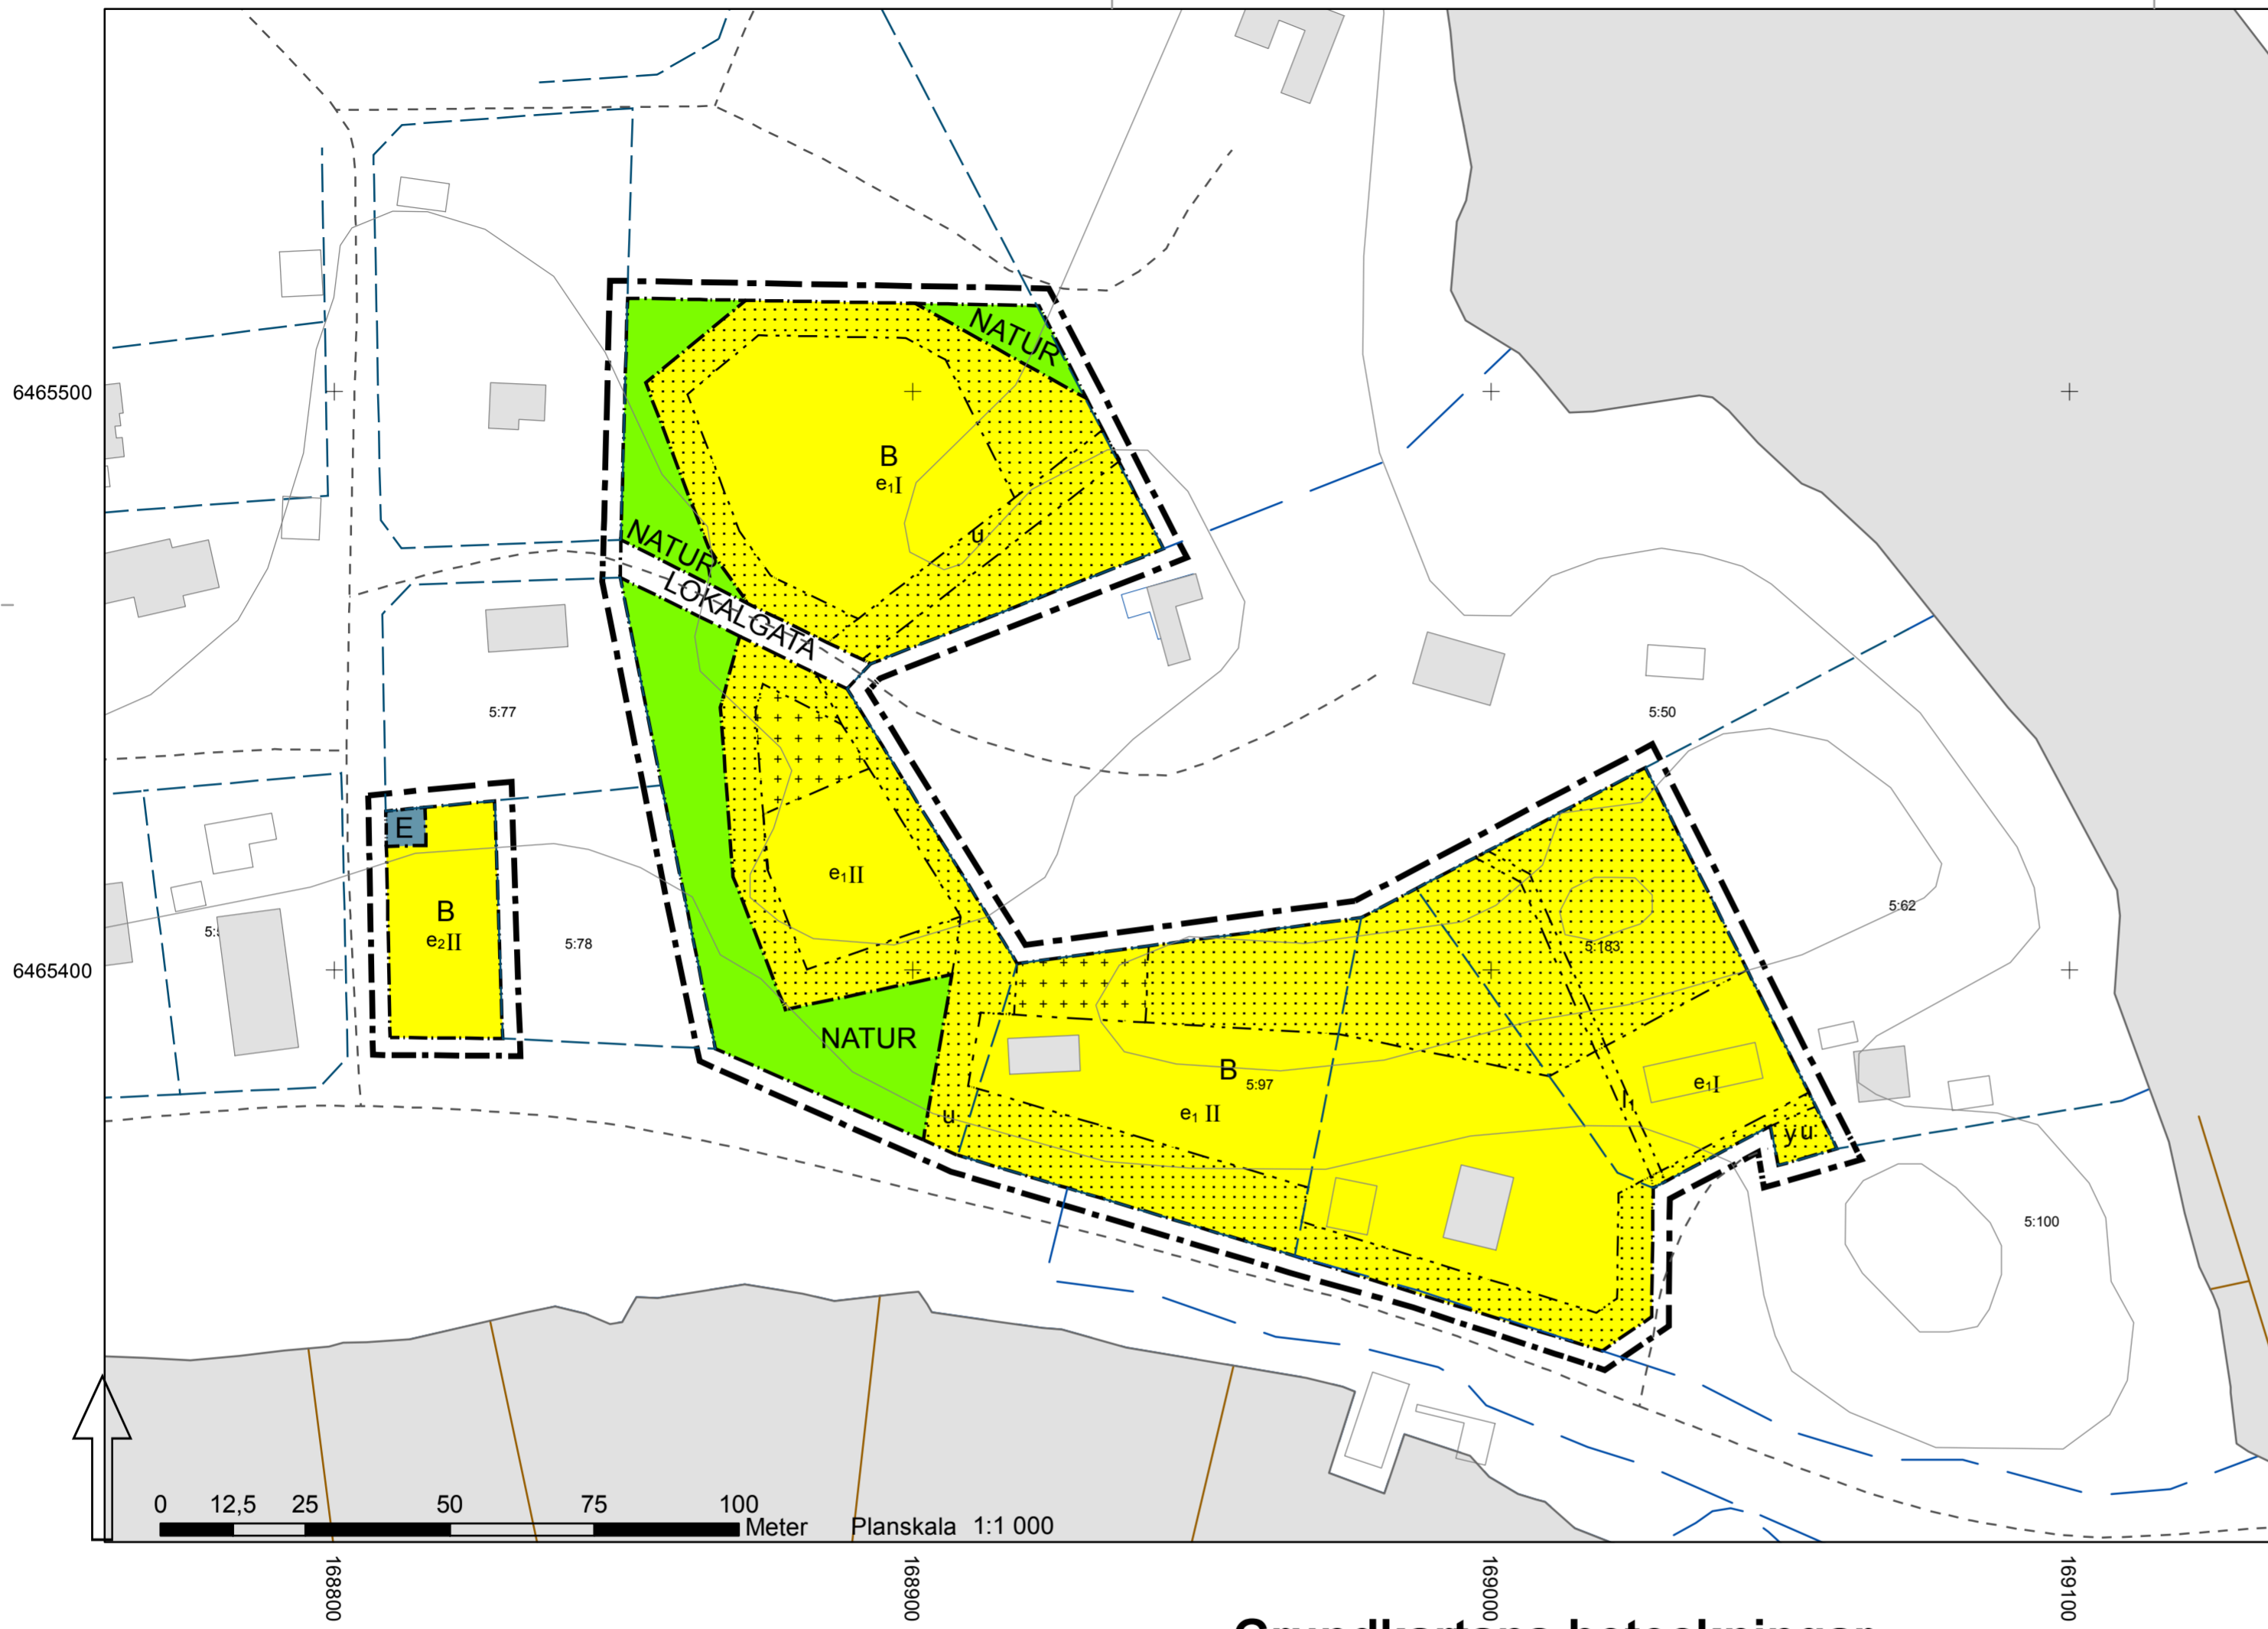 NATUR
6465500
B
e₁I
u
NATUR
LOKALGATA
5:77
5:50
E
e₁II
B
e₂II
5:78
5:62
5:183
6465400
NATUR
B 5:97
e₁I
u
e₁ II
y u
5:100
0 12,5 25 50 75 100
Meter Planskala 1:1 000
168800
168900
169000
169100